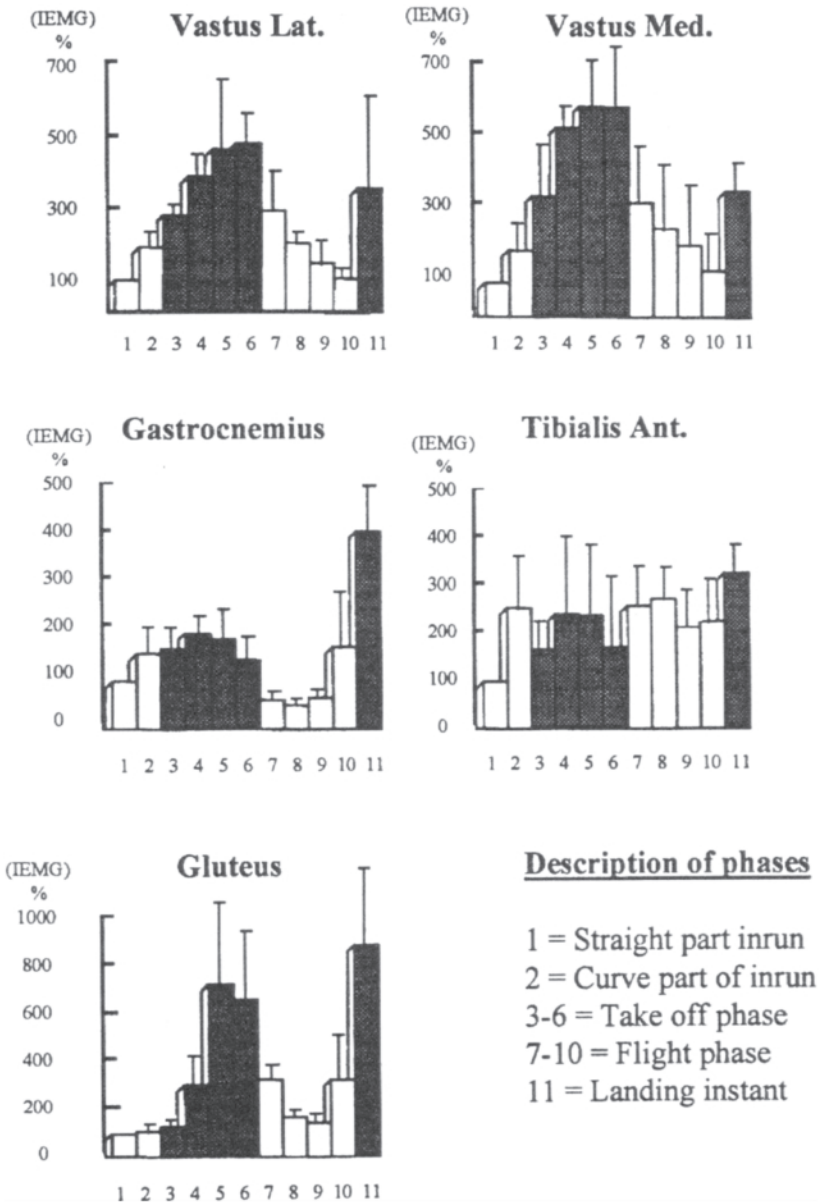 Vastus Lat.
(IEMG)
%
700
500
300
100
1 2 3 4 5 6 7 8 9 10 11
Vastus Med.
(IEMG)
%
700
500
300
100
1 2 3 4 5 6 7 8 9 10 11
Gastrocnemius
(IEMG)
%
500
400
300
200
100
0
1 2 3 4 5 6 7 8 9 10 11
Tibialis Ant.
(IEMG)
%
500
400
300
200
100
0
1 2 3 4 5 6 7 8 9 10 11
Gluteus
(IEMG)
%
1000
800
600
400
200
0
1 2 3 4 5 6 7 8 9 10 11
Description of phases
1 = Straight part inrun
2 = Curve part of inrun
3-6 = Take off phase
7-10 = Flight phase
11 = Landing instant